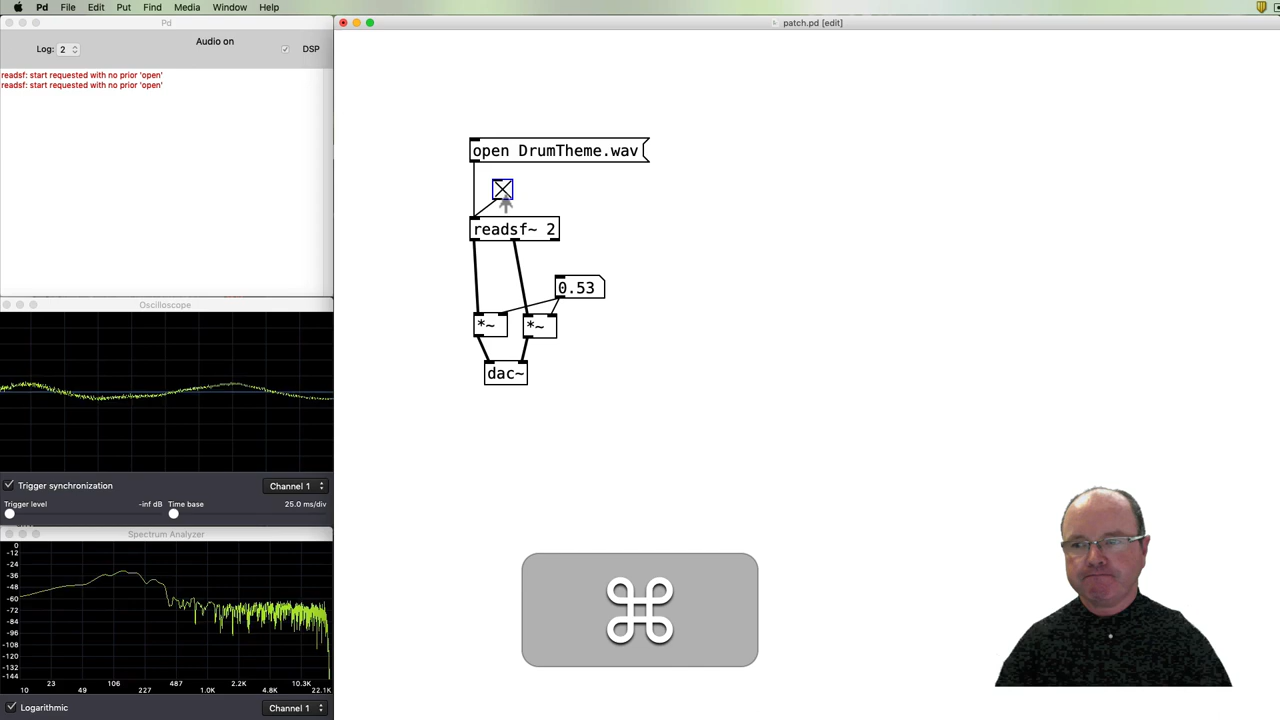 Pd File Edit Put Find Media Window Help
Pd
Audio on
Log: 2
DSP
readsf: start requested with no prior 'open'
readsf: start requested with no prior 'open'
patch.pd [edit]
open DrumTheme.wav
readsf~ 2
0.53
*~ *~
dac~
Oscilloscope
Trigger synchronization
Channel 1
Trigger level -inf dB Time base 25.0 ms/div
Spectrum Analyzer
0
-12
-24
-36
-48
-60
-72
-84
-96
-108
-120
-132
-144
23 106 487 2.2K 10.3K
10 49 227 1.0K 4.8K 22.1K
Logarithmic
Channel 1
⌘